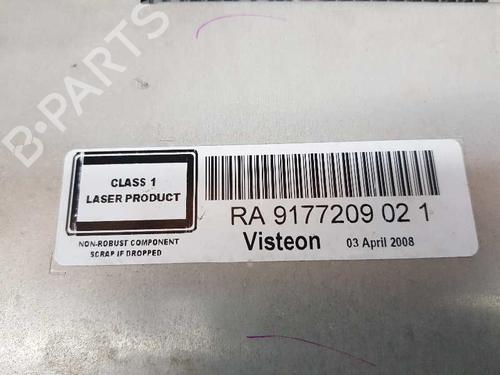 B-PARTS
CLASS 1
LASER PRODUCT
NON-ROBUST COMPONENT
SCRAP IF DROPPED
RA 9177209 02 1
Visteon 03 April 2008